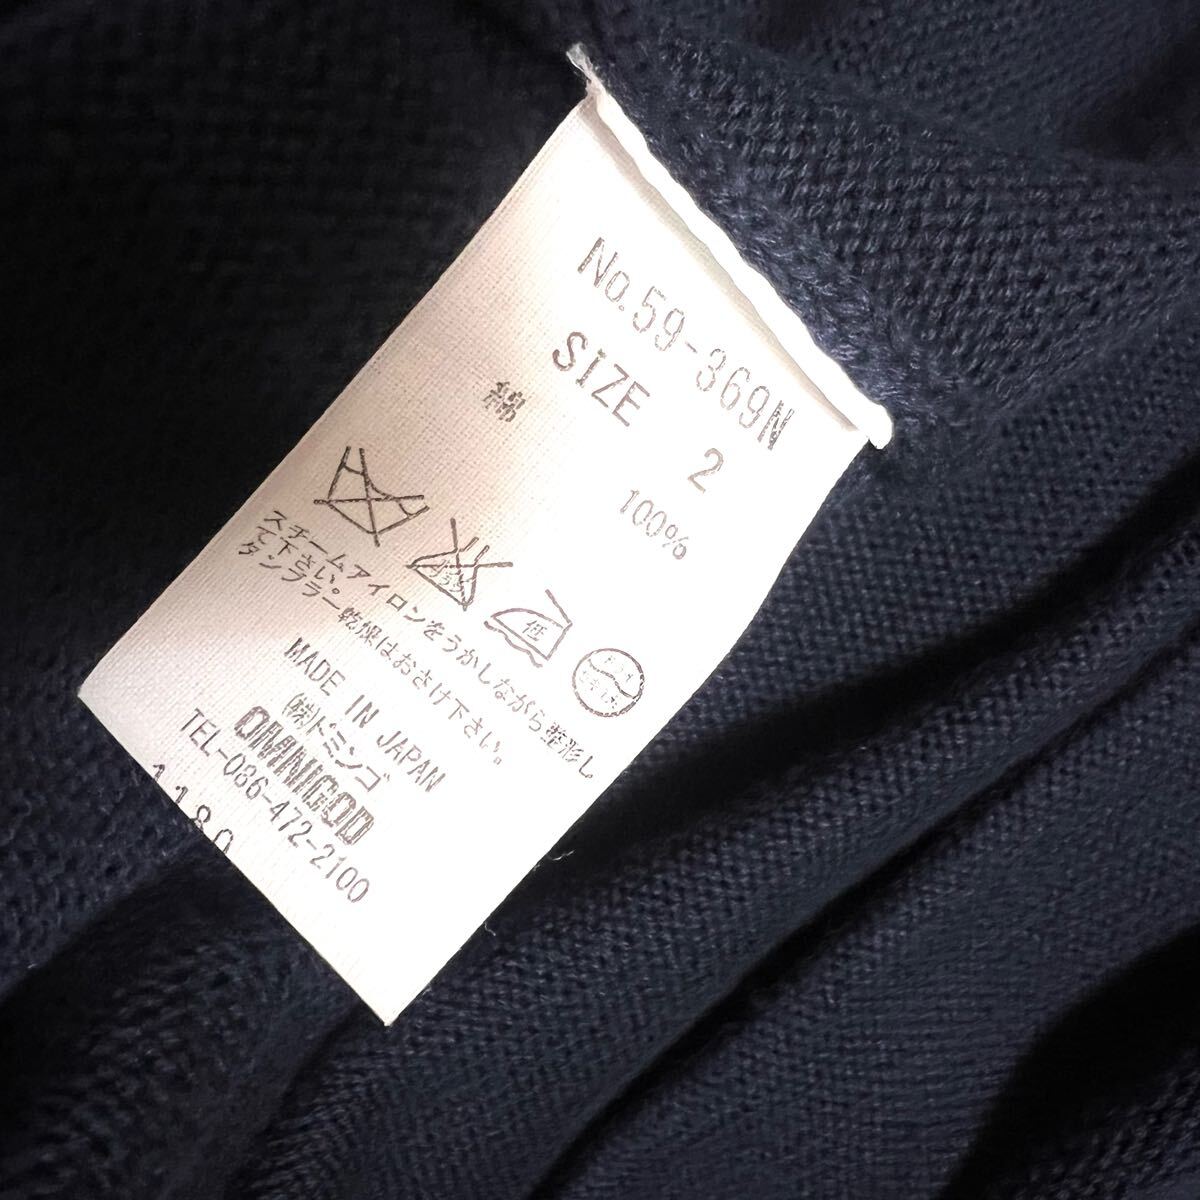 No.59-369N
SIZE 2
綿 100%
低
スチームアイロンをうかしながら整形し
て下さい。
タンブラー乾燥はおさけ下さい。
MADE IN JAPAN
㈱ドミンゴ
OMNIGOD
TEL-086-472-2100
1180